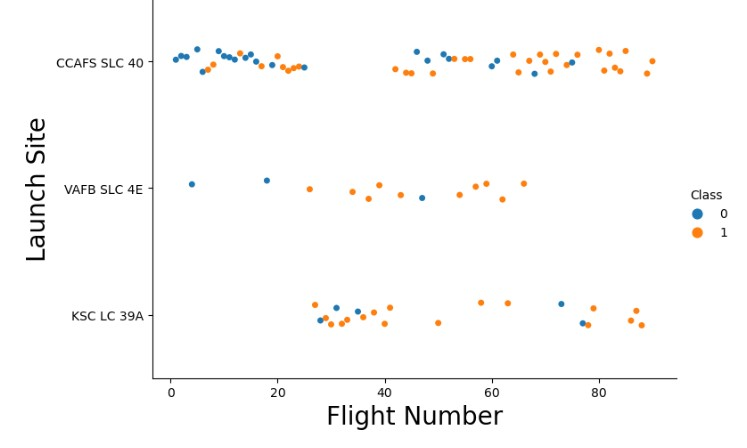 CCAFS SLC 40
VAFB SLC 4E
KSC LC 39A
Launch Site
0 20 40 60 80
Flight Number
Class
0
1